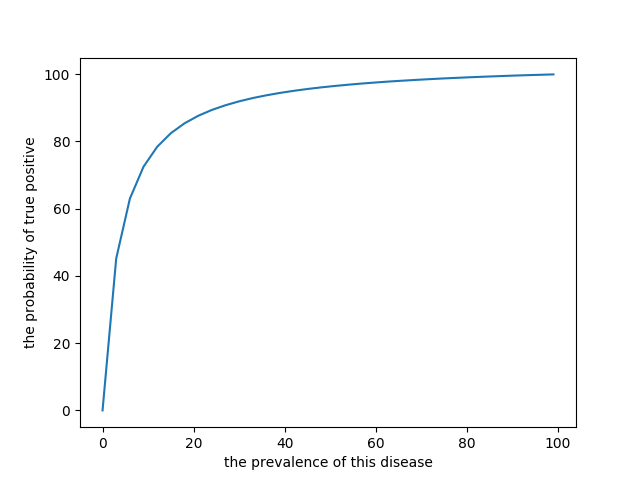 100
80
60
40
20
0
the probability of true positive
0 20 40 60 80 100
the prevalence of this disease